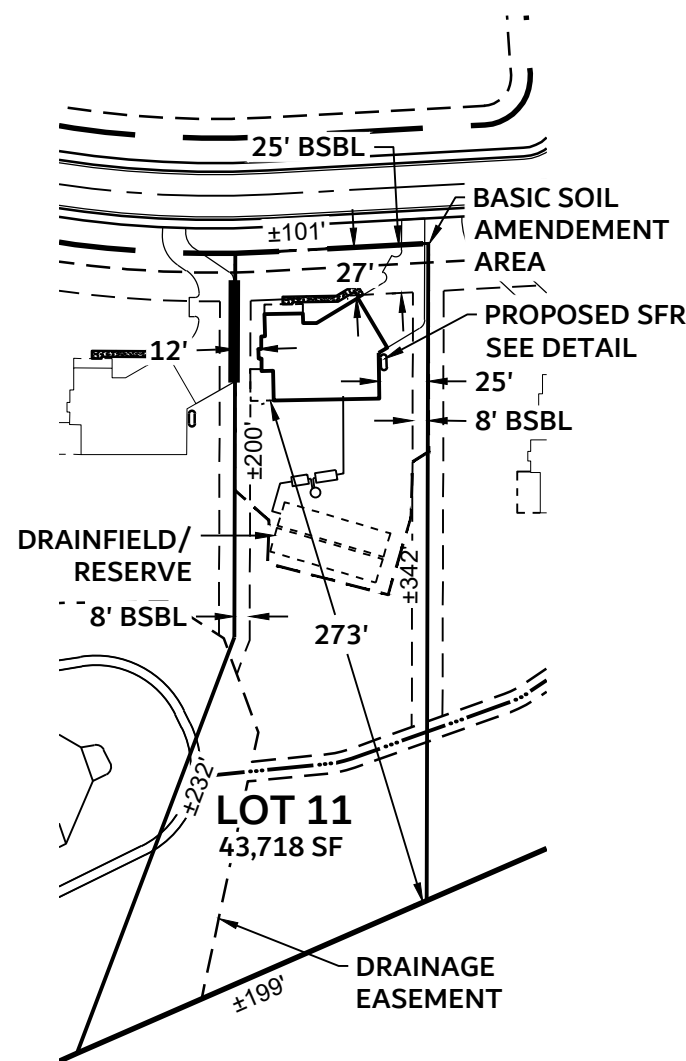 25' BSBL
BASIC SOIL
AMENDEMENT
AREA
±101'
27'
PROPOSED SFR
SEE DETAIL
12'
25'
8' BSBL
±200'
DRAINFIELD/
RESERVE
±342'
8' BSBL
273'
±232'
LOT 11
43,718 SF
DRAINAGE
EASEMENT
±199'